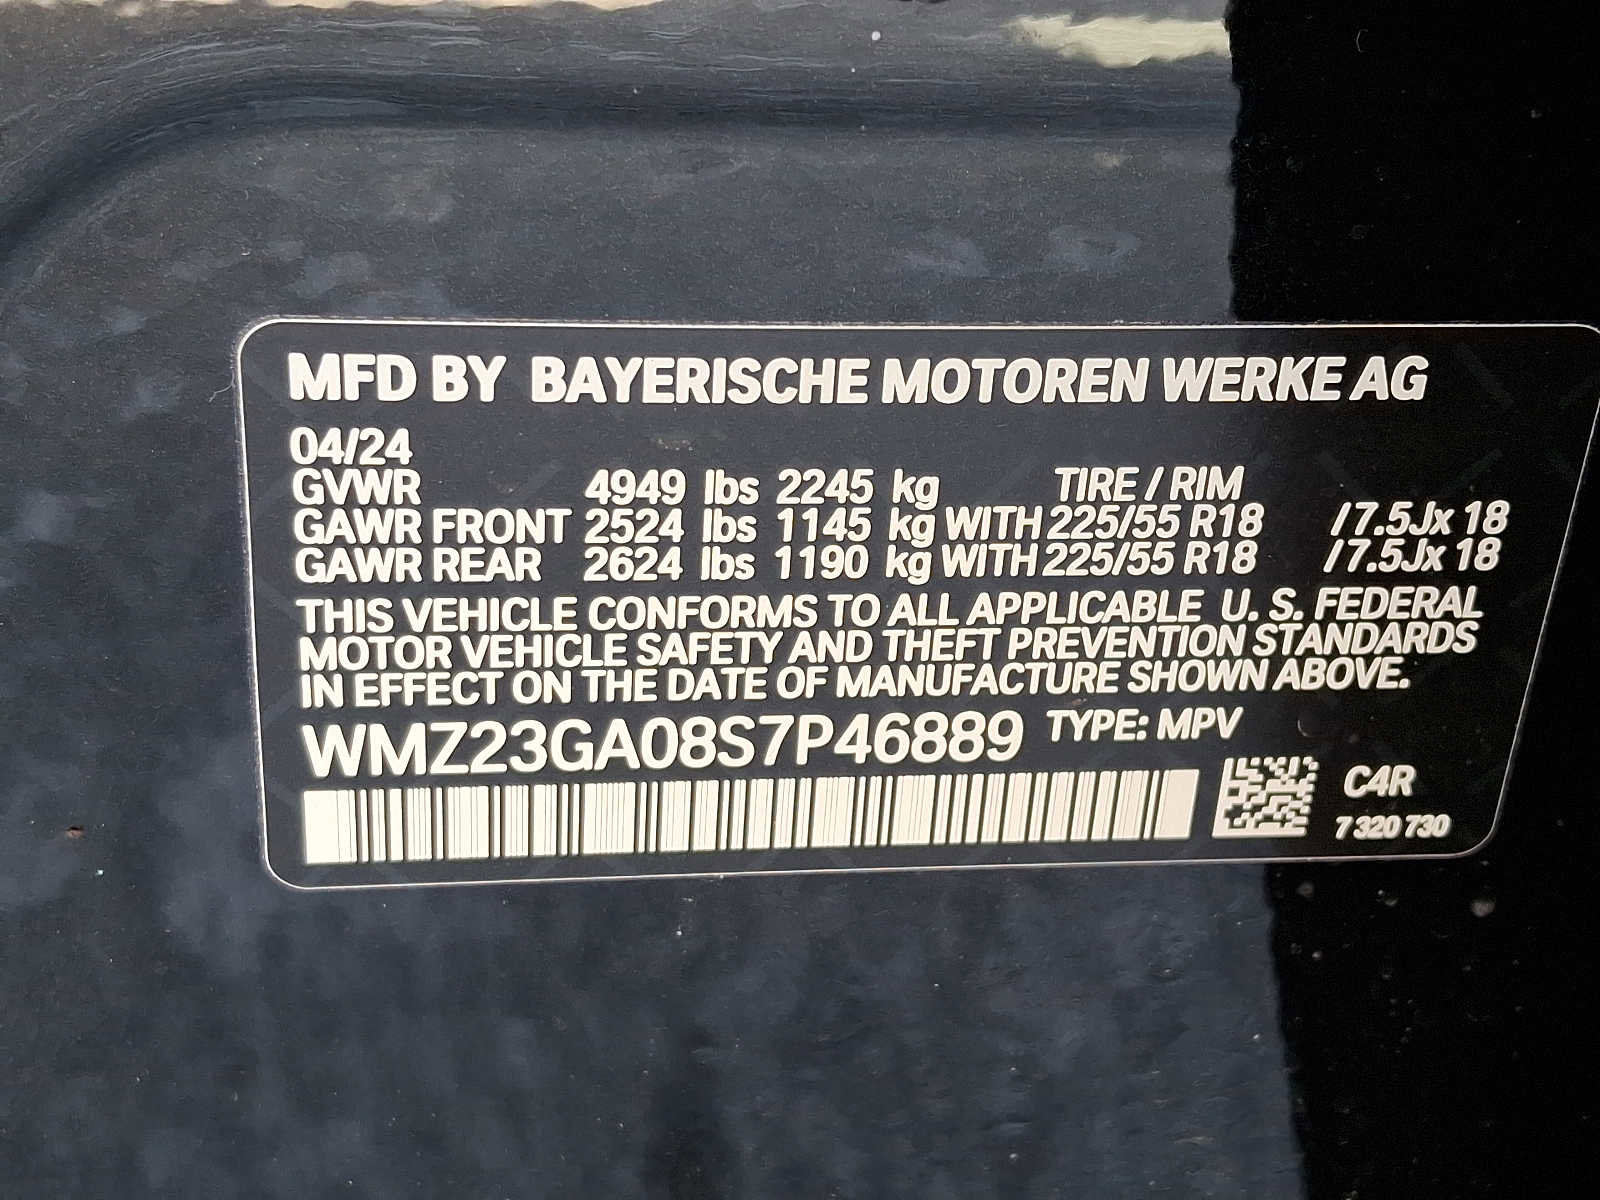 MFD BY BAYERISCHE MOTOREN WERKE AG
04/24
GVWR 4949 lbs 2245 kg TIRE / RIM
GAWR FRONT 2524 lbs 1145 kg WITH 225/55 R18 / 7.5Jx 18
GAWR REAR 2624 lbs 1190 kg WITH 225/55 R18 / 7.5Jx 18
THIS VEHICLE CONFORMS TO ALL APPLICABLE U. S. FEDERAL
MOTOR VEHICLE SAFETY AND THEFT PREVENTION STANDARDS
IN EFFECT ON THE DATE OF MANUFACTURE SHOWN ABOVE.
WMZ23GA08S7P46889 TYPE: MPV
C4R
7 320 730